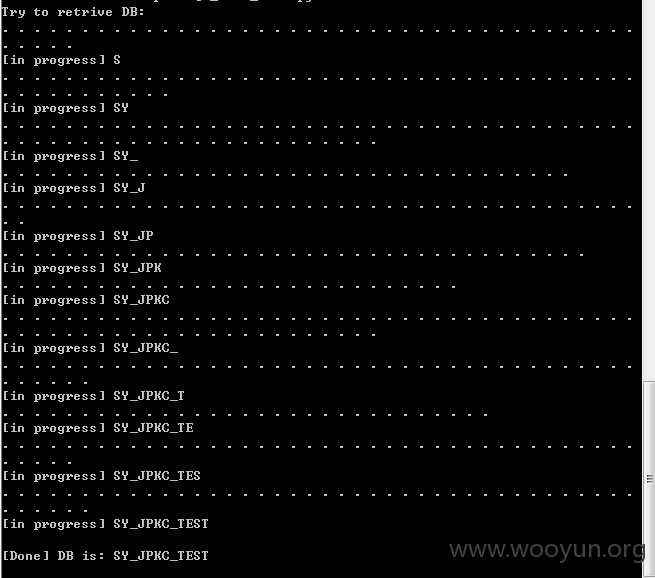 Try to retrive DB:
. . . . . . . . . . . . . . . . . . . . . . . . . . . . . . . . . . . . . . . .
. . . . .
[in progress] S
. . . . . . . . . . . . . . . . . . . . . . . . . . . . . . . . . . . . . . . .
. . . . . . . . . . .
[in progress] SY
. . . . . . . . . . . . . . . . . . . . . . . . . . . . . . . . . . . . . . . .
. . . . . . . . . . . . . . . . . . . . . . . .
[in progress] SY_
. . . . . . . . . . . . . . . . . . . . . . . . . . . . . . . . . . . .
[in progress] SY_J
. . . . . . . . . . . . . . . . . . . . . . . . . . . . . . . . . . . . . . . .
. .
[in progress] SY_JP
. . . . . . . . . . . . . . . . . . . . . . . . . . . . . . . . . . . . .
[in progress] SY_JPK
. . . . . . . . . . . . . . . . . . . . . . . . . . . . .
[in progress] SY_JPKC
. . . . . . . . . . . . . . . . . . . . . . . . . . . . . . . . . . . . . . . .
. . . . . . . . . . . . . . . . . . . . . . . .
[in progress] SY_JPKC_
. . . . . . . . . . . . . . . . . . . . . . . . . . . . . . . . . . . . . . . .
. . . . . .
[in progress] SY_JPKC_T
. . . . . . . . . . . . . . . . . . . . . . . . . . . . . . .
[in progress] SY_JPKC_TE
. . . . . . . . . . . . . . . . . . . . . . . . . . . . . . . . . . . . . . . .
. . . . .
[in progress] SY_JPKC_TES
. . . . . . . . . . . . . . . . . . . . . . . . . . . . . . . . . . . . . . . .
. . . . . .
[in progress] SY_JPKC_TEST
[Done] DB is: SY_JPKC_TEST
www.wooyun.org